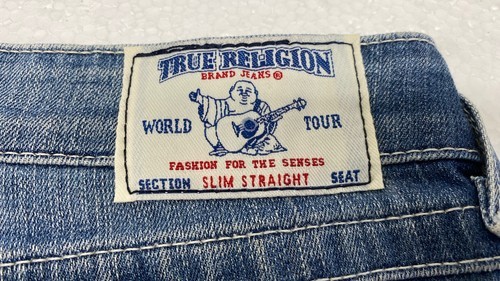 TRUE RELIGION
BRAND JEANS®
WORLD TOUR
FASHION FOR THE SENSES
SECTION SLIM STRAIGHT SEAT